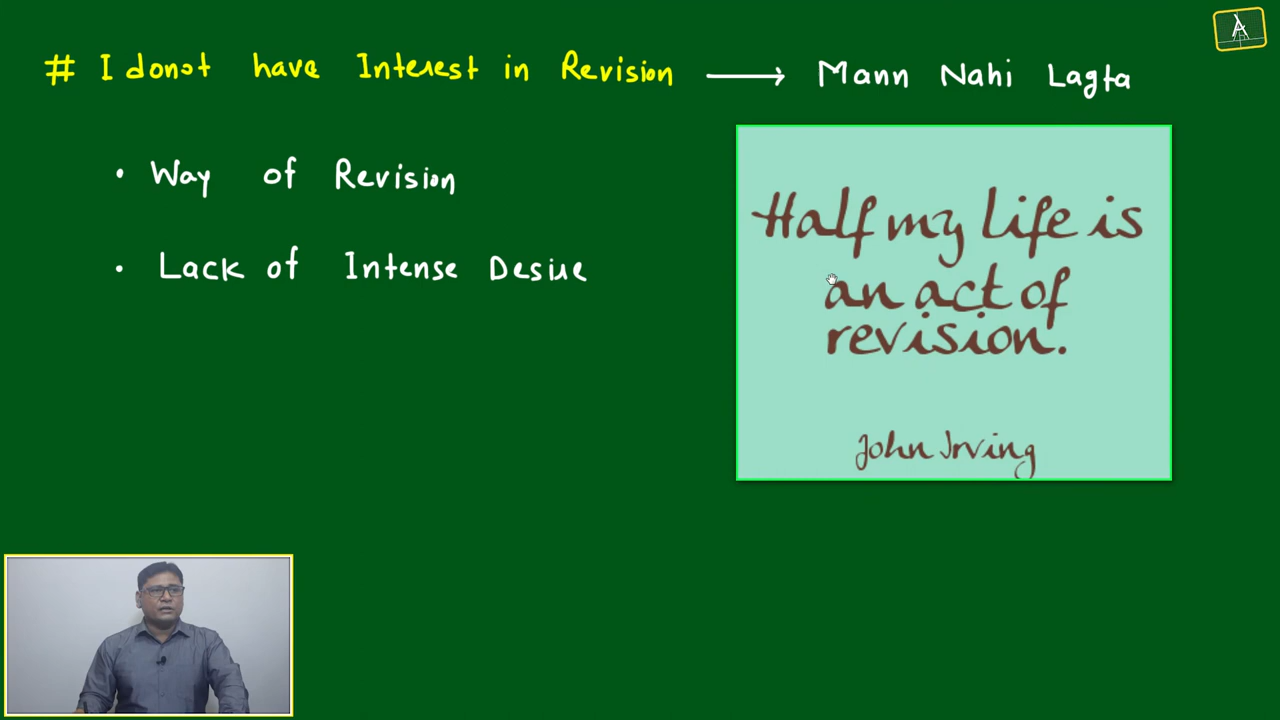 # I donot have Interest in Revision → Mann Nahi Lagta
• Way of Revision
• Lack of Intense Desire
Half my life is
an act of
revision.
John Irving
A